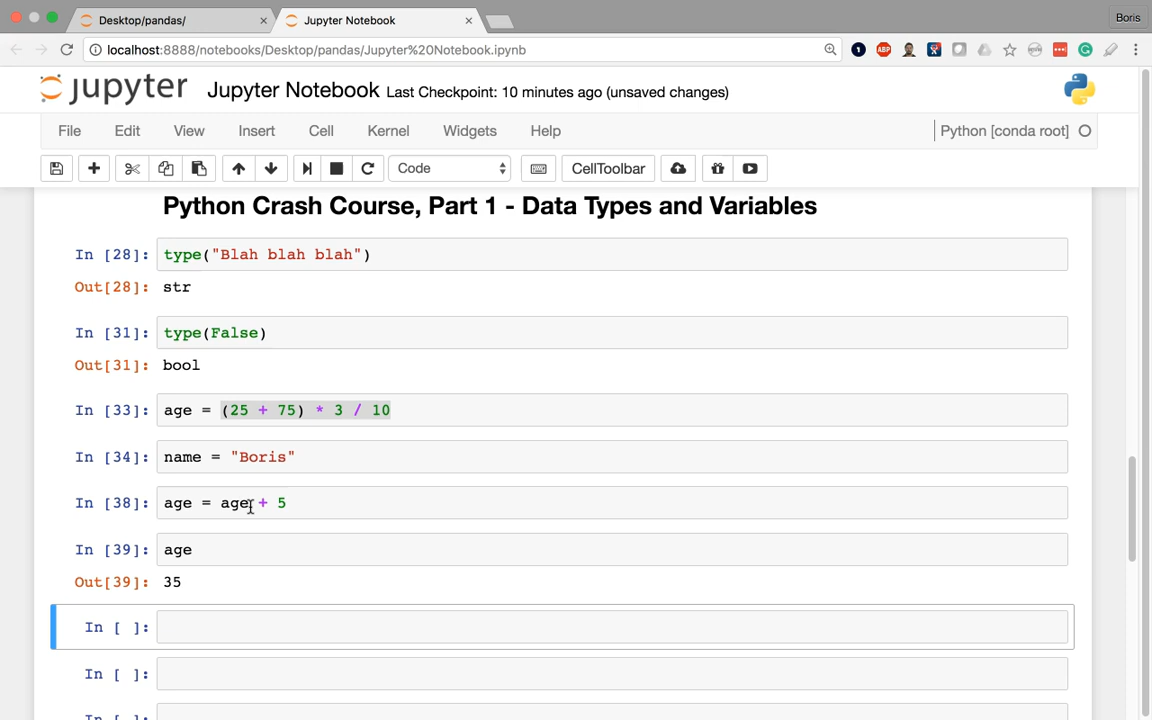 Desktop/pandas/ × Jupyter Notebook × Boris
localhost:8888/notebooks/Desktop/pandas/Jupyter%20Notebook.ipynb 1 ABP
jupyter Jupyter Notebook Last Checkpoint: 10 minutes ago (unsaved changes)
File Edit View Insert Cell Kernel Widgets Help Python [conda root]
Code CellToolbar
Python Crash Course, Part 1 - Data Types and Variables
In [28]: type("Blah blah blah")
Out[28]: str
In [31]: type(False)
Out[31]: bool
In [33]: age = (25 + 75) * 3 / 10
In [34]: name = "Boris"
In [38]: age = age + 5
In [39]: age
Out[39]: 35
In [ ]:
In [ ]:
In [ ]: